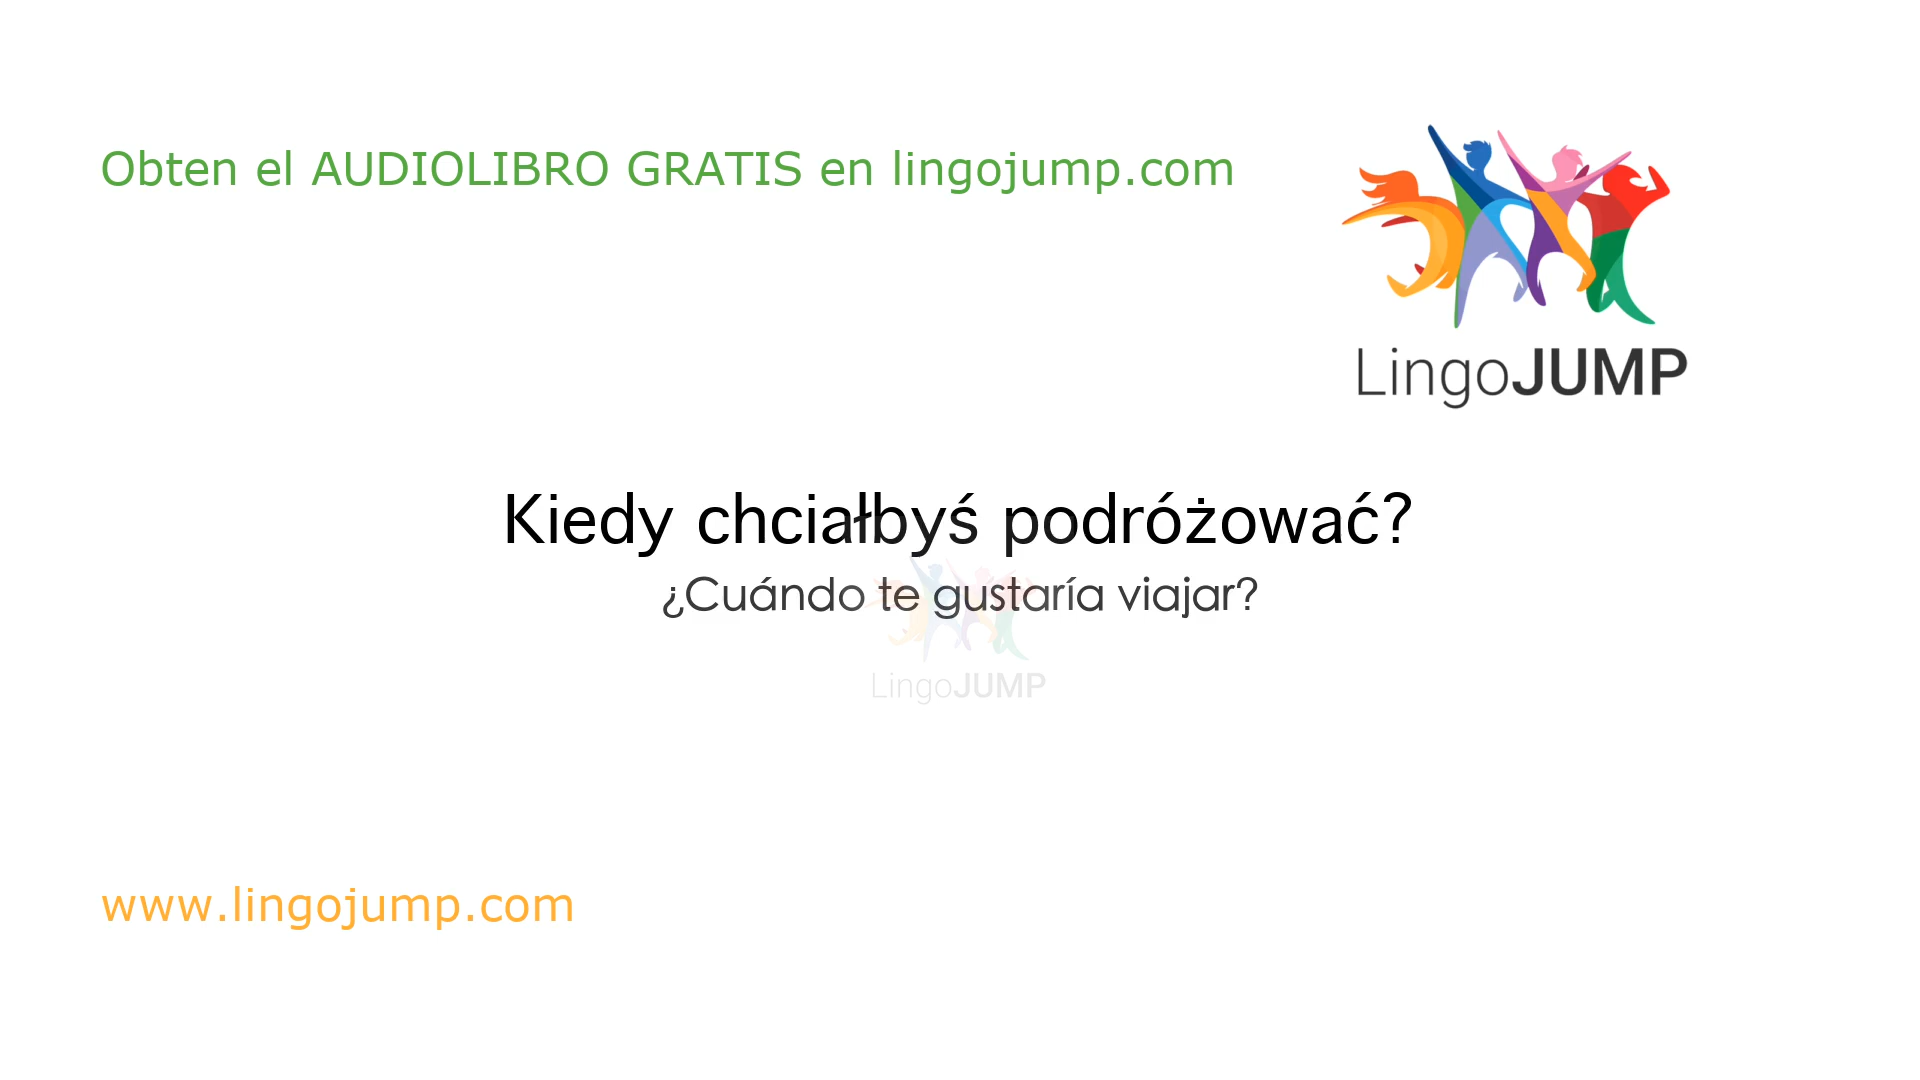 Obten el AUDIOLIBRO GRATIS en lingojump.com
LingoJUMP
Kiedy chciałbyś podróżować?
¿Cuándo te gustaría viajar?
LingoJUMP
www.lingojump.com